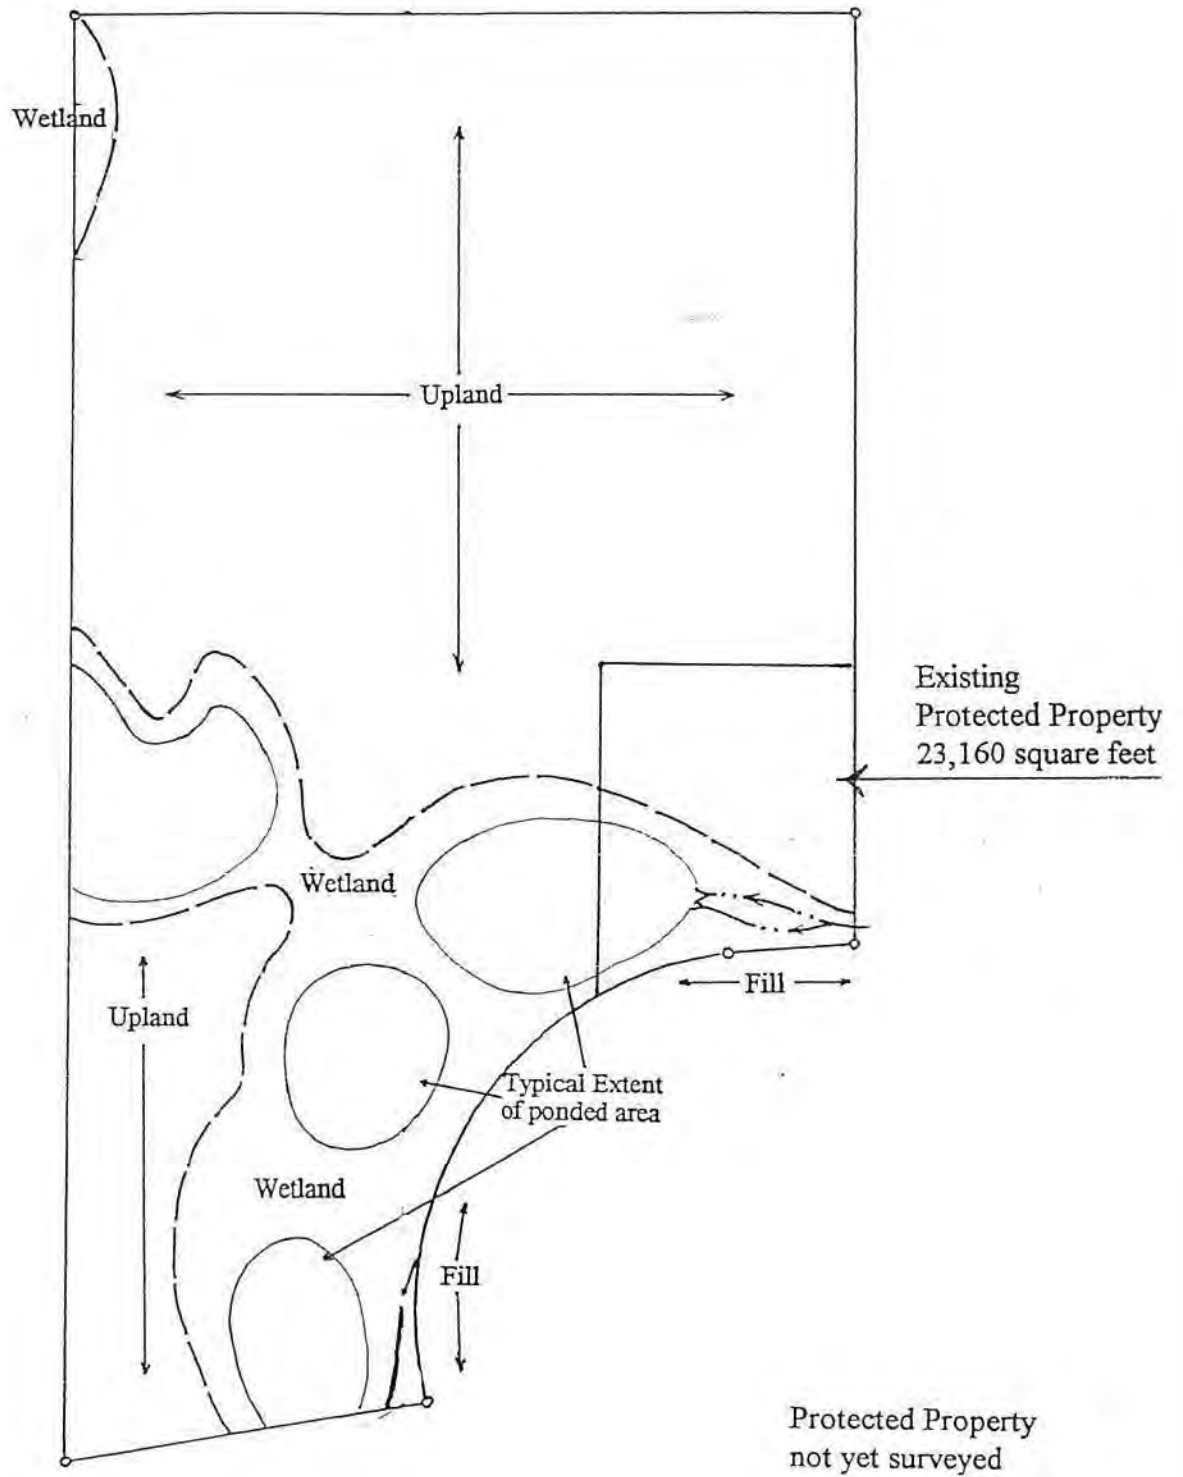 Wetland
Upland
Existing
Protected Property
23,160 square feet
Wetland
Fill
Upland
Typical Extent
of ponded area
Wetland
Fill
Protected Property
not yet surveyed